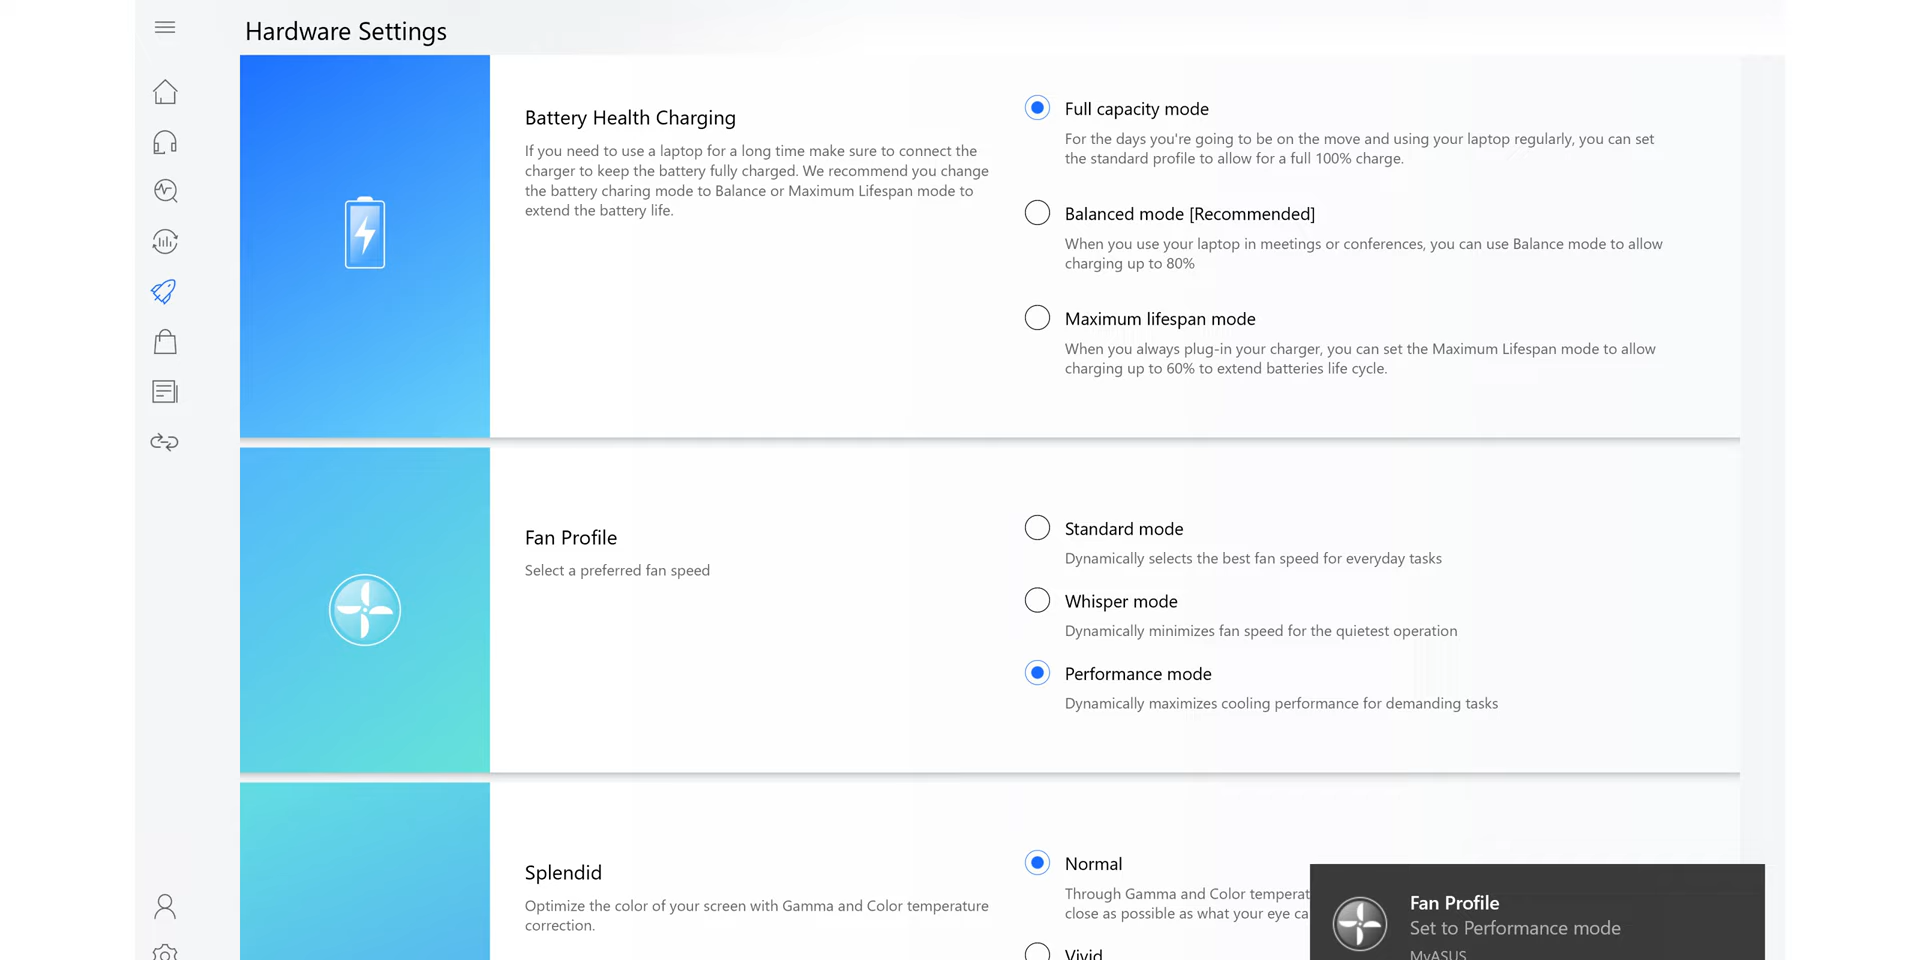 Hardware Settings
Battery Health Charging
If you need to use a laptop for a long time make sure to connect the
charger to keep the battery fully charged. We recommend you change
the battery charing mode to Balance or Maximum Lifespan mode to
extend the battery life.
Full capacity mode
For the days you're going to be on the move and using your laptop regularly, you can set
the standard profile to allow for a full 100% charge.
Balanced mode [Recommended]
When you use your laptop in meetings or conferences, you can use Balance mode to allow
charging up to 80%
Maximum lifespan mode
When you always plug-in your charger, you can set the Maximum Lifespan mode to allow
charging up to 60% to extend batteries life cycle.
Fan Profile
Select a preferred fan speed
Standard mode
Dynamically selects the best fan speed for everyday tasks
Whisper mode
Dynamically minimizes fan speed for the quietest operation
Performance mode
Dynamically maximizes cooling performance for demanding tasks
Splendid
Optimize the color of your screen with Gamma and Color temperature
correction.
Normal
Through Gamma and Color temperat
close as possible as what your eye ca
Vivid
Fan Profile
Set to Performance mode
MyASUS